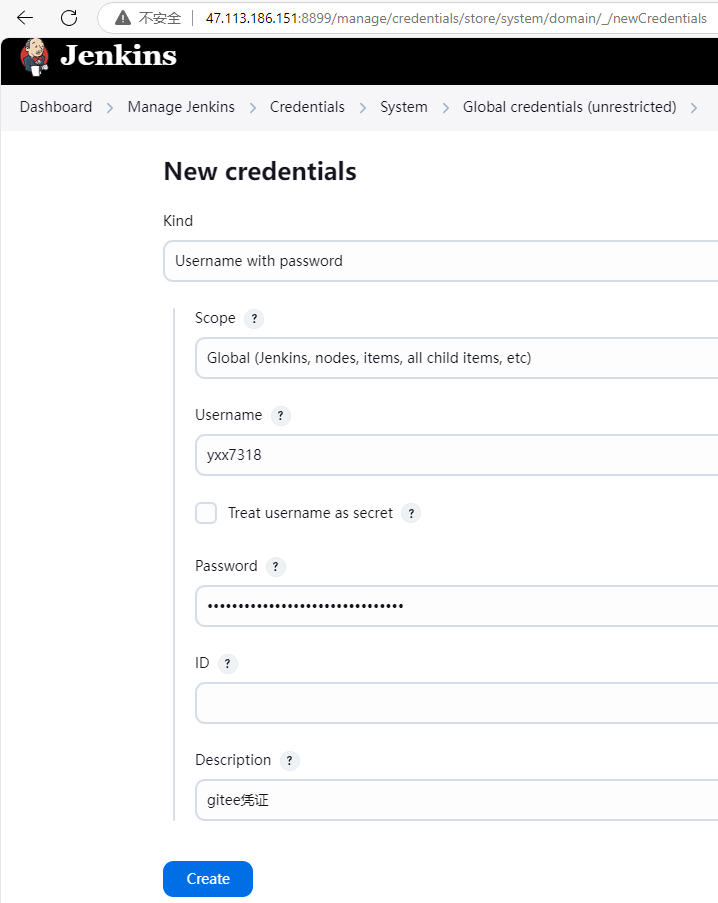 不安全 47.113.186.151:8899/manage/credentials/store/system/domain/_/newCredentials
Jenkins
Dashboard > Manage Jenkins > Credentials > System > Global credentials (unrestricted) >
New credentials
Kind
Username with password
Scope ?
Global (Jenkins, nodes, items, all child items, etc)
Username ?
yxx7318
Treat username as secret ?
Password ?
••••••••••••••••••••••••••••••••
ID ?
Description ?
gitee凭证
Create